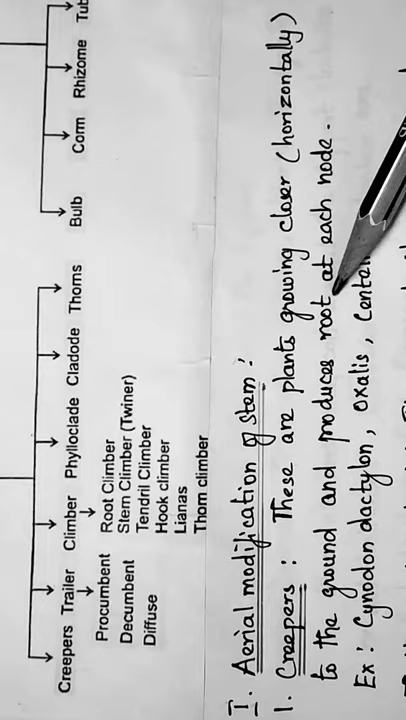 Creepers Trailer Climber Phylloclade Cladode Thorns
Bulb Corm Rhizome
Procumbent
Decumbent
Diffuse
Root Climber
Stem Climber (Twiner)
Tendril Climber
Hook climber
Lianas
Thorn climber
I. Aerial modification of stem:
1. Creepers : These are plants growing closer (horizontally)
to the ground and produces root at each node.
Ex : Cynodon dactylon, Oxalis,